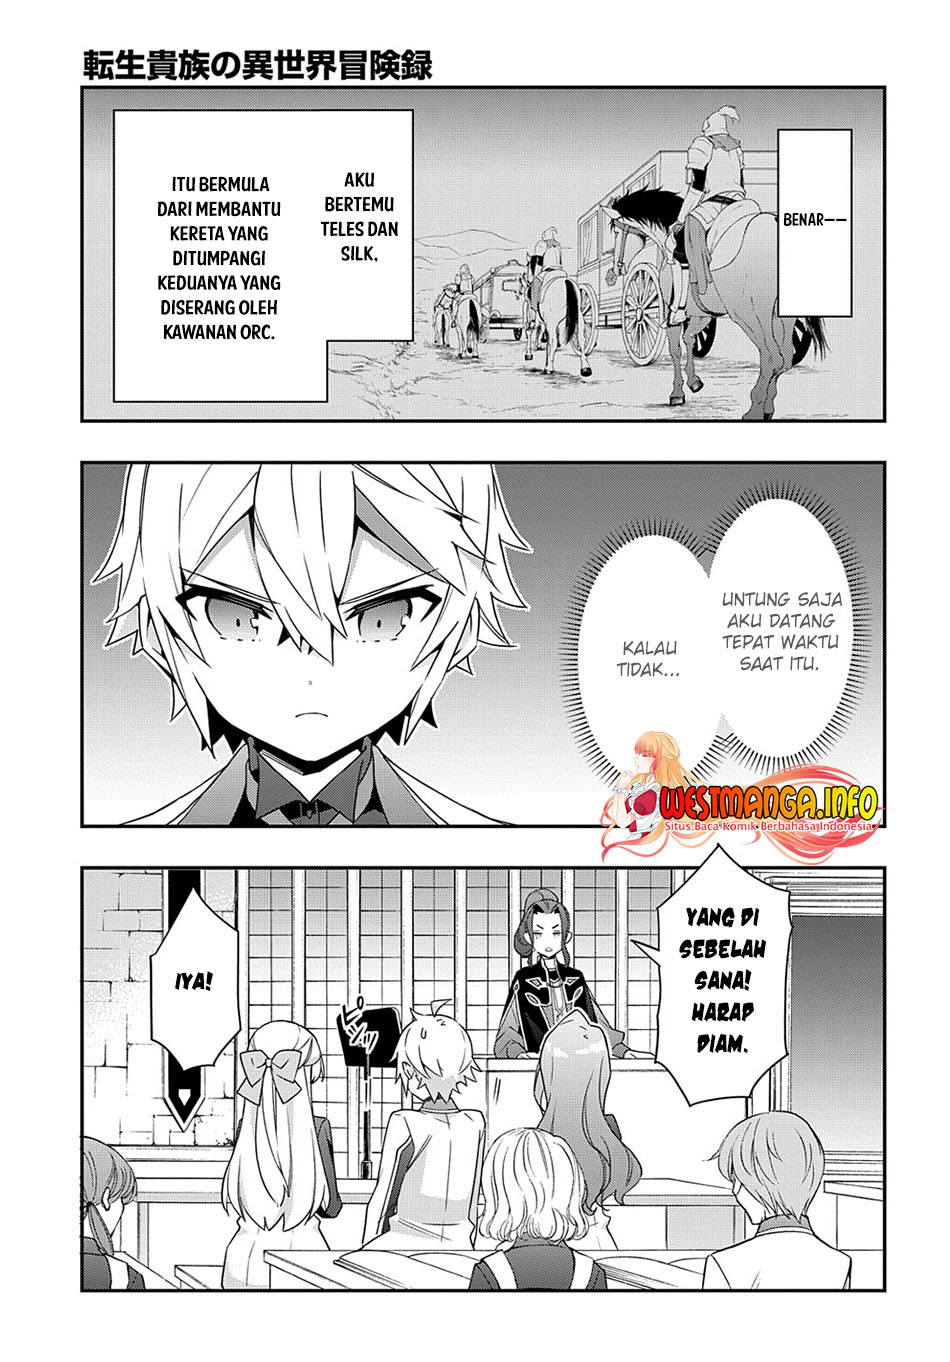 転生貴族の異世界冒険録
BENAR--
AKU
BERTEMU
TELES DAN
SILK,
ITU BERMULA
DARI MEMBANTU
KERETA YANG
DITUMPANGI
KEDUANYA YANG
DISERANG OLEH
KAWANAN ORC.
UNTUNG SAJA
AKU DATANG
TEPAT WAKTU
SAAT ITU.
KALAU
TIDAK...
WESTMANGA.INFO
Situs Baca Komik Berbahasa Indonesia
YANG DI
SEBELAH
SANA!
HARAP
DIAM.
IYA!